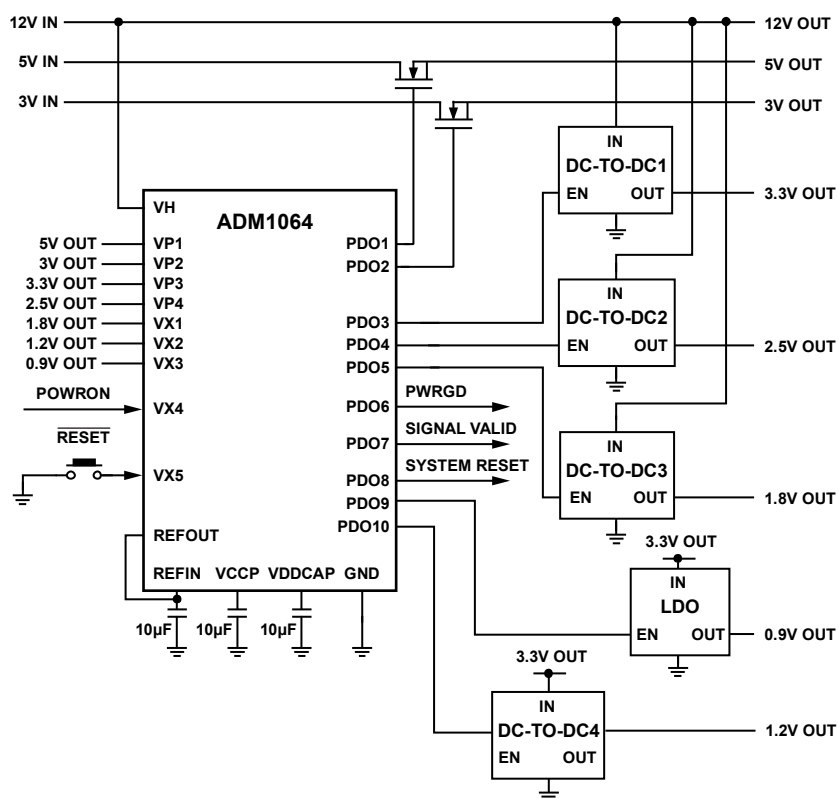 12V IN
12V OUT
5V IN
5V OUT
3V IN
3V OUT
IN
DC-TO-DC1
EN OUT
3.3V OUT
VH
ADM1064
5V OUT VP1
3V OUT VP2
3.3V OUT VP3
2.5V OUT VP4
1.8V OUT VX1
1.2V OUT VX2
0.9V OUT VX3
POWRON
VX4
RESET
VX5
REFOUT
REFIN VCCP VDDCAP GND
10µF 10µF 10µF
PDO1
PDO2
PDO3
PDO4
PDO5
PDO6
PWRGD
PDO7
SIGNAL VALID
PDO8
SYSTEM RESET
PDO9
PDO10
IN
DC-TO-DC2
EN OUT
2.5V OUT
IN
DC-TO-DC3
EN OUT
1.8V OUT
3.3V OUT
IN
LDO
EN OUT
0.9V OUT
3.3V OUT
IN
DC-TO-DC4
EN OUT
1.2V OUT